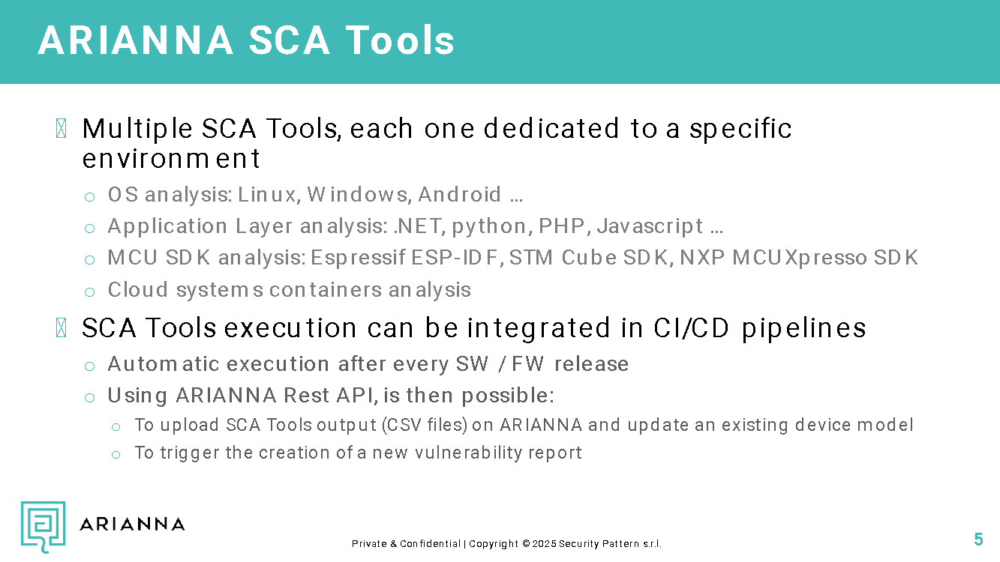 ARIANNA SCA Tools
Multiple SCA Tools, each one dedicated to a specific
environment
o OS analysis: Linux, Windows, Android …
o Application Layer analysis: .NET, python, PHP, Javascript …
o MCU SDK analysis: Espressif ESP-IDF, STM Cube SDK, NXP MCUXpresso SDK
o Cloud systems containers analysis
SCA Tools execution can be integrated in CI/CD pipelines
o Automatic execution after every SW / FW release
o Using ARIANNA Rest API, is then possible:
o To upload SCA Tools output (CSV files) on ARIANNA and update an existing device model
o To trigger the creation of a new vulnerability report
ARIANNA
Private & Confidential | Copyright © 2025 Security Pattern s.r.l.
5